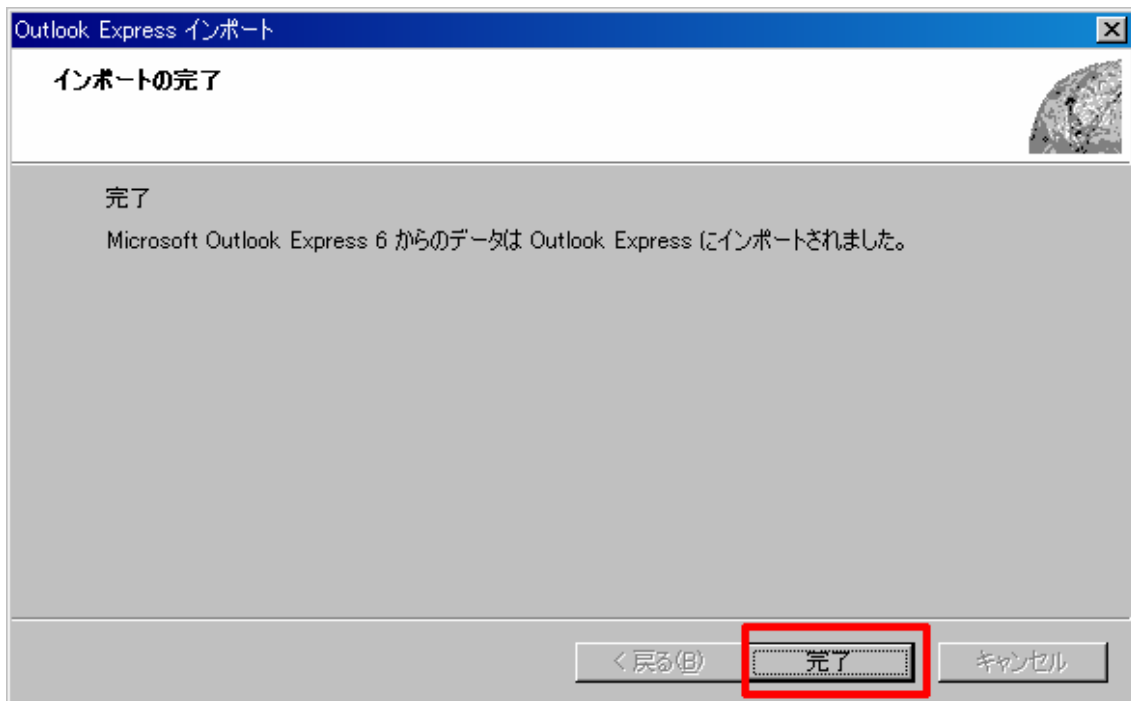 Outlook Express インポート
インポートの完了
完了
Microsoft Outlook Express 6 からのデータは Outlook Express にインポートされました。
< 戻る(B)
完了
キャンセル